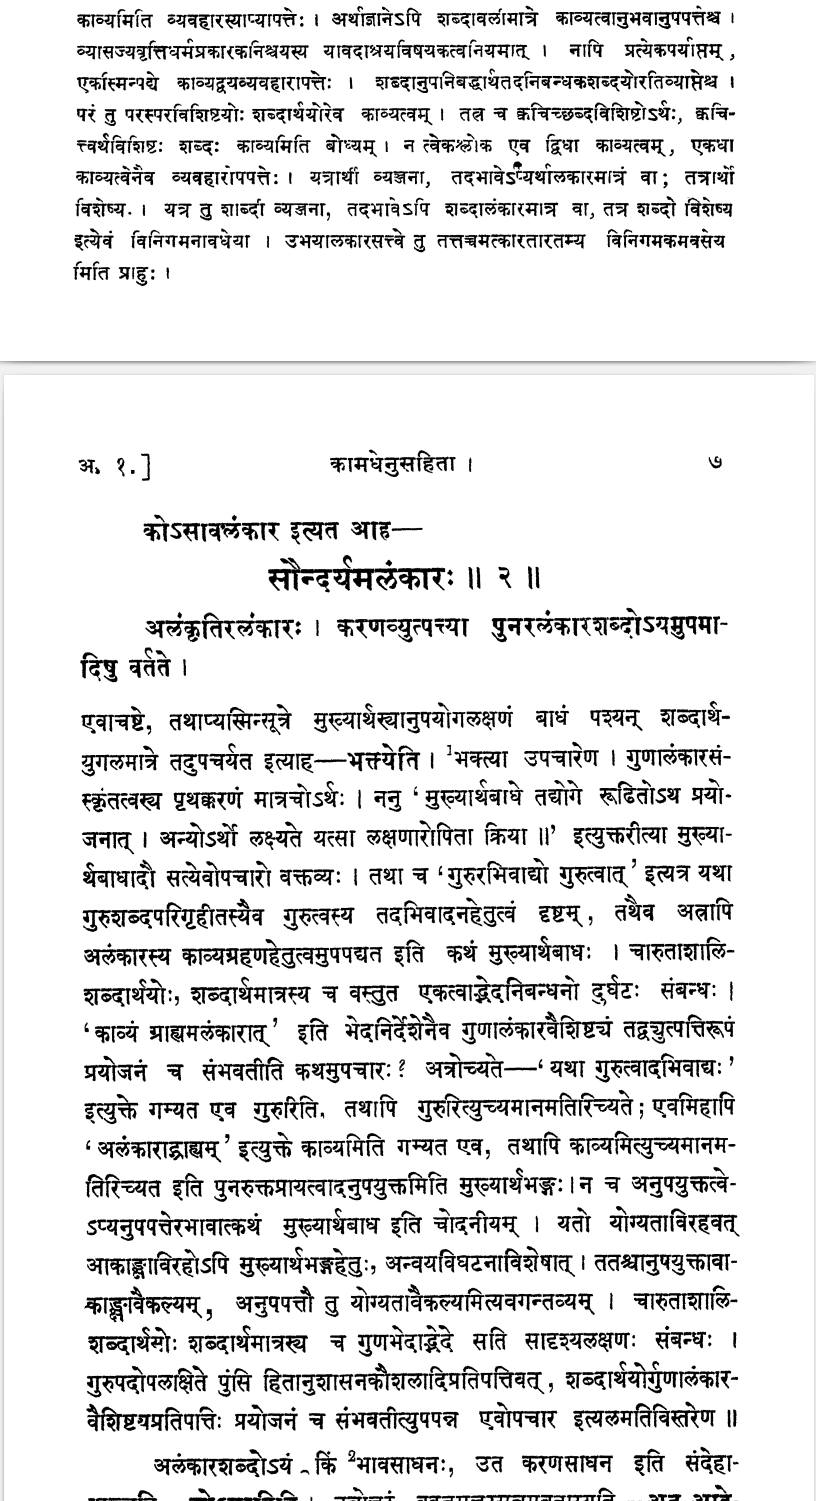 काव्यमिति व्यवहारस्याप्यापत्तेः । अर्थाज्ञानेऽपि शब्दावलीमात्रे काव्यत्वानुभवानुपपत्तेश्च ।
व्यासज्यवृत्तिधर्मप्रकारकनिश्चयस्य यावदाश्रयविषयकत्वनियमात् । नापि प्रत्येकपर्याप्तम् ,
एकस्मिन्पद्ये काव्यद्वयव्यवहारापत्तेः । शब्दानुपनिबद्धार्थतदनिबन्धकशब्दयोरतिव्याप्तेश्च ।
परं तु परस्परविशिष्टयोः शब्दार्थयोरेव काव्यत्वम् । तत्र च क्वचिच्छब्दविशिष्टोऽर्थः, क्वचि-
त्त्वर्थविशिष्टः शब्दः काव्यमिति बोध्यम् । न त्वेकश्लोक एव द्विधा काव्यत्वम् , एकधा
काव्यत्वेनैव व्यवहारोपपत्तेः । यत्रार्थी व्यञ्जना, तदभावेऽप्यर्थालंकारमात्रं वा ; तत्रार्थो
विशेष्यः । यत्र तु शाब्दी व्यञ्जना, तदभावेऽपि शब्दालंकारमात्र वा, तत्र शब्दो विशेष्य
इत्येवं विनिगमनावधेया । उभयालकारसत्त्वे तु तत्तच्चमत्कारतारतम्य विनिगमकमवसेय
मिति प्राहुः ।
अ. १.] कामधेनुसहिता । ७
कोऽसावलंकार इत्यत आह—
सौन्दर्यमलंकारः ॥ २ ॥
अलंकृतिरलंकारः । करणव्युत्पत्त्या पुनरलंकारशब्दोऽयमुपमा-
दिषु वर्तते ।
एवाचष्टे, तथाप्यस्मिन्सूत्रे मुख्यार्थस्यानुपयोगलक्षणं बाधं पश्यन् शब्दार्थ-
युगलमात्रे तदुपचर्यत इत्याह—भक्त्येति । ¹भक्त्या उपचारेण । गुणालंकारसं-
स्कृतत्वस्य पृथक्करणं मात्रचोऽर्थः । ननु ‘ मुख्यार्थबाधे तद्योगे रूढितोऽथ प्रयो-
जनात् । अन्योऽर्थो लक्ष्यते यत्सा लक्षणारोपिता क्रिया ॥’ इत्युक्तरीत्या मुख्या-
र्थबाधादौ सत्येवोपचारो वक्तव्यः । तथा च ‘ गुरुरभिवाद्यो गुरुत्वात् ’ इत्यत्र यथा
गुरुशब्दपरिगृहीतस्यैव गुरुत्वस्य तदभिवादनहेतुत्वं दृष्टम् , तथैव अत्रापि
अलंकारस्य काव्यग्रहणहेतुत्वमुपपद्यत इति कथं मुख्यार्थबाधः । चारुताशालि-
शब्दार्थयोः, शब्दार्थमात्रस्य च वस्तुत एकत्वाद्भेदनिबन्धनो दुर्घटः संबन्धः ।
‘ काव्यं ग्राह्यमलंकारात् ’ इति भेदनिर्देशेनैव गुणालंकारवैशिष्ट्यं तद्व्युत्पत्तिरूपं
प्रयोजनं च संभवतीति कथमुपचारः ? अत्रोच्यते—‘ यथा गुरुत्वादभिवाद्यः ’
इत्युक्ते गम्यत एव गुरुरिति, तथापि गुरुरित्युच्यमानमतिरिच्यते ; एवमिहापि
‘ अलंकाराद्ग्राह्यम् ’ इत्युक्ते काव्यमिति गम्यत एव, तथापि काव्यमित्युच्यमानम-
तिरिच्यत इति पुनरुक्तप्रायत्वादनुपयुक्तमिति मुख्यार्थभङ्गः । न च अनुपयुक्तत्वे-
ऽप्यनुपपत्तेरभावात्कथं मुख्यार्थबाध इति चोदनीयम् । यतो योग्यताविरहवत्
आकाङ्क्षाविरहोऽपि मुख्यार्थभङ्गहेतुः, अन्वयविघटनाविशेषात् । ततश्चानुपयुक्तावा-
काङ्क्षावैकल्यम् , अनुपपत्तौ तु योग्यतावैकल्यमित्यवगन्तव्यम् । चारुताशालि-
शब्दार्थयोः शब्दार्थमात्रस्य च गुणभेदाद्भेदे सति सादृश्यलक्षणः संबन्धः ।
गुरुपदोपलक्षिते पुंसि हितानुशासनकौशलादिप्रतिपत्तिवत् , शब्दार्थयोर्गुणालंकार-
वैशिष्ट्यप्रतिपत्तिः प्रयोजनं च संभवतीत्युपपन्न एवोपचार इत्यलमतिविस्तरेण ॥
अलंकारशब्दोऽयं किं ²भावसाधनः, उत करणसाधन इति संदेहा-